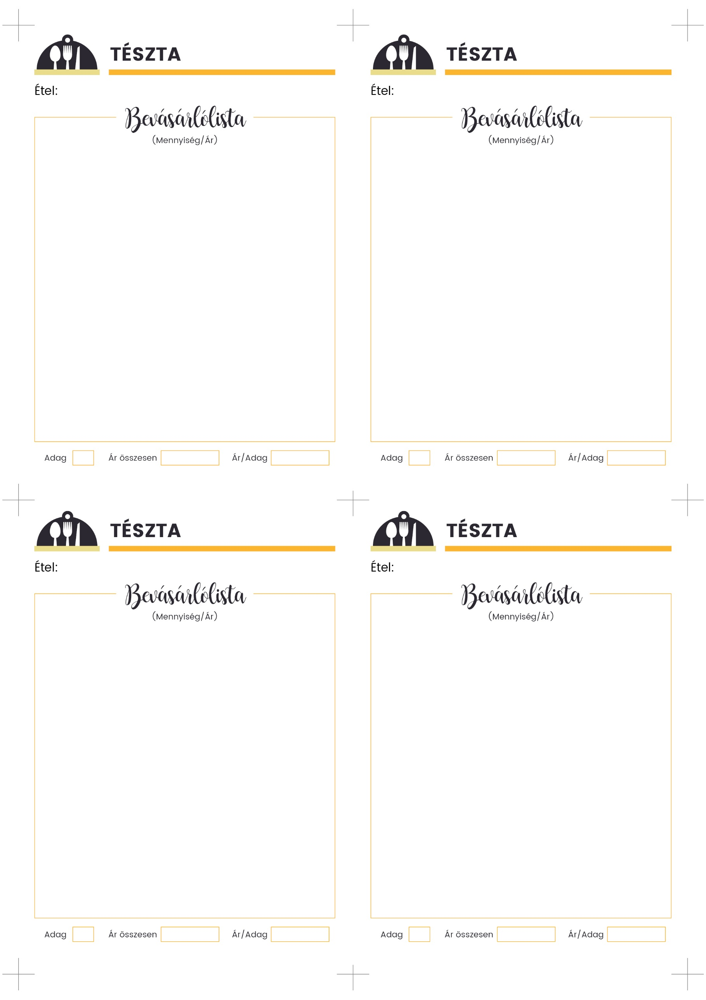 TÉSZTA
Étel:
Bevásárlólista
(Mennyiség/Ár)
Adag
Ár összesen
Ár/Adag
TÉSZTA
Étel:
Bevásárlólista
(Mennyiség/Ár)
Adag
Ár összesen
Ár/Adag
TÉSZTA
Étel:
Bevásárlólista
(Mennyiség/Ár)
Adag
Ár összesen
Ár/Adag
TÉSZTA
Étel:
Bevásárlólista
(Mennyiség/Ár)
Adag
Ár összesen
Ár/Adag